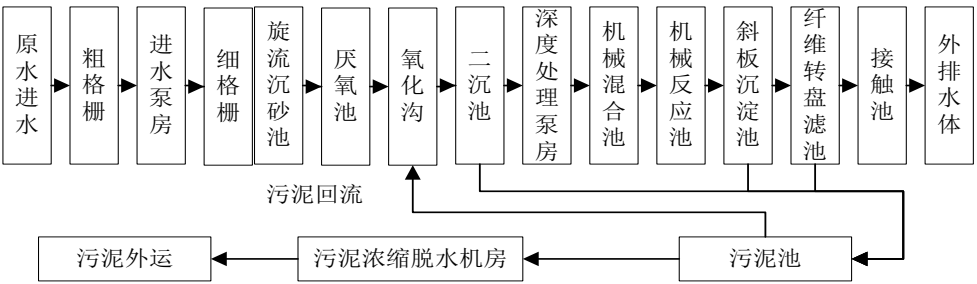 原水进水
粗格栅
进水泵房
细格栅
旋流沉砂池
厌氧池
氧化沟
二沉池
深度处理泵房
机械混合池
机械反应池
斜板沉淀池
纤维转盘滤池
接触池
外排水体
污泥回流
污泥外运
污泥浓缩脱水机房
污泥池